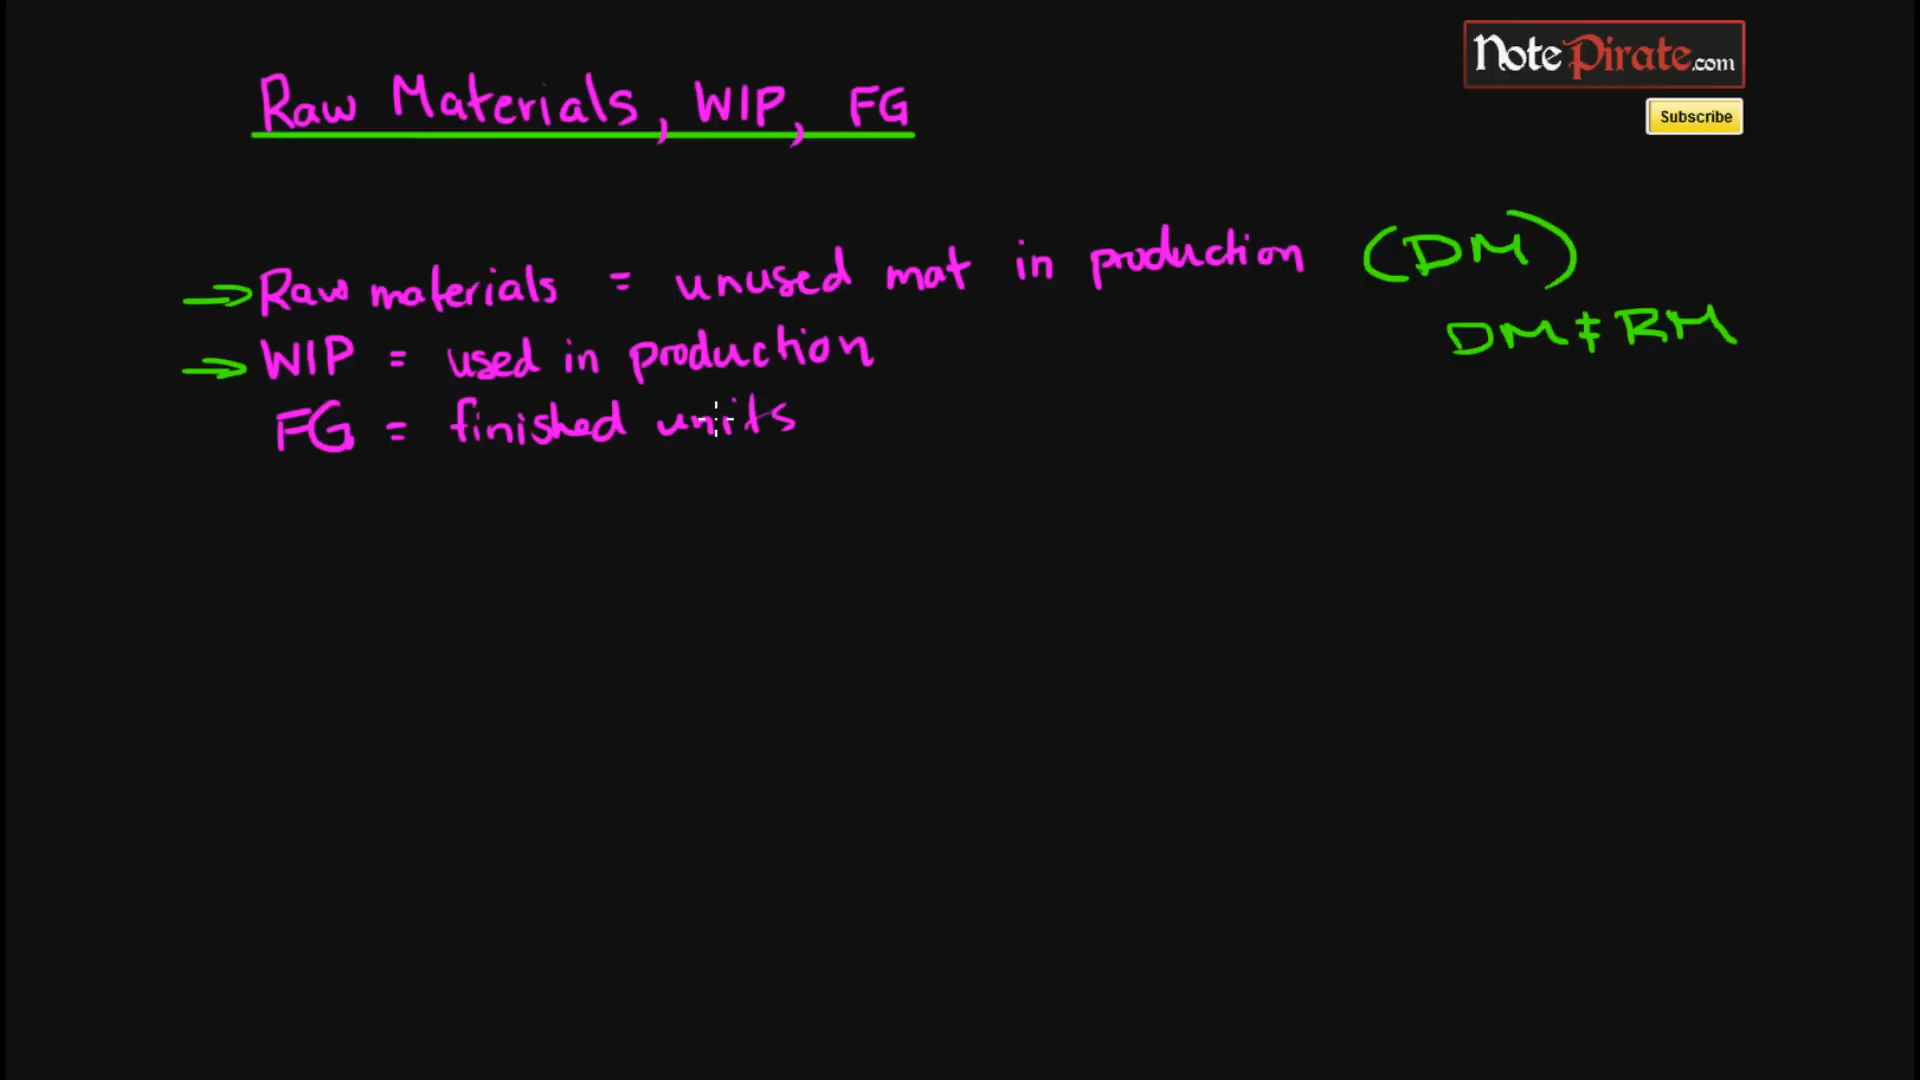 NotePirate.com
Subscribe
Raw Materials, WIP, FG
Raw materials = unused mat in production (DM)
DM ≠ RM
WIP = used in production
FG = finished units